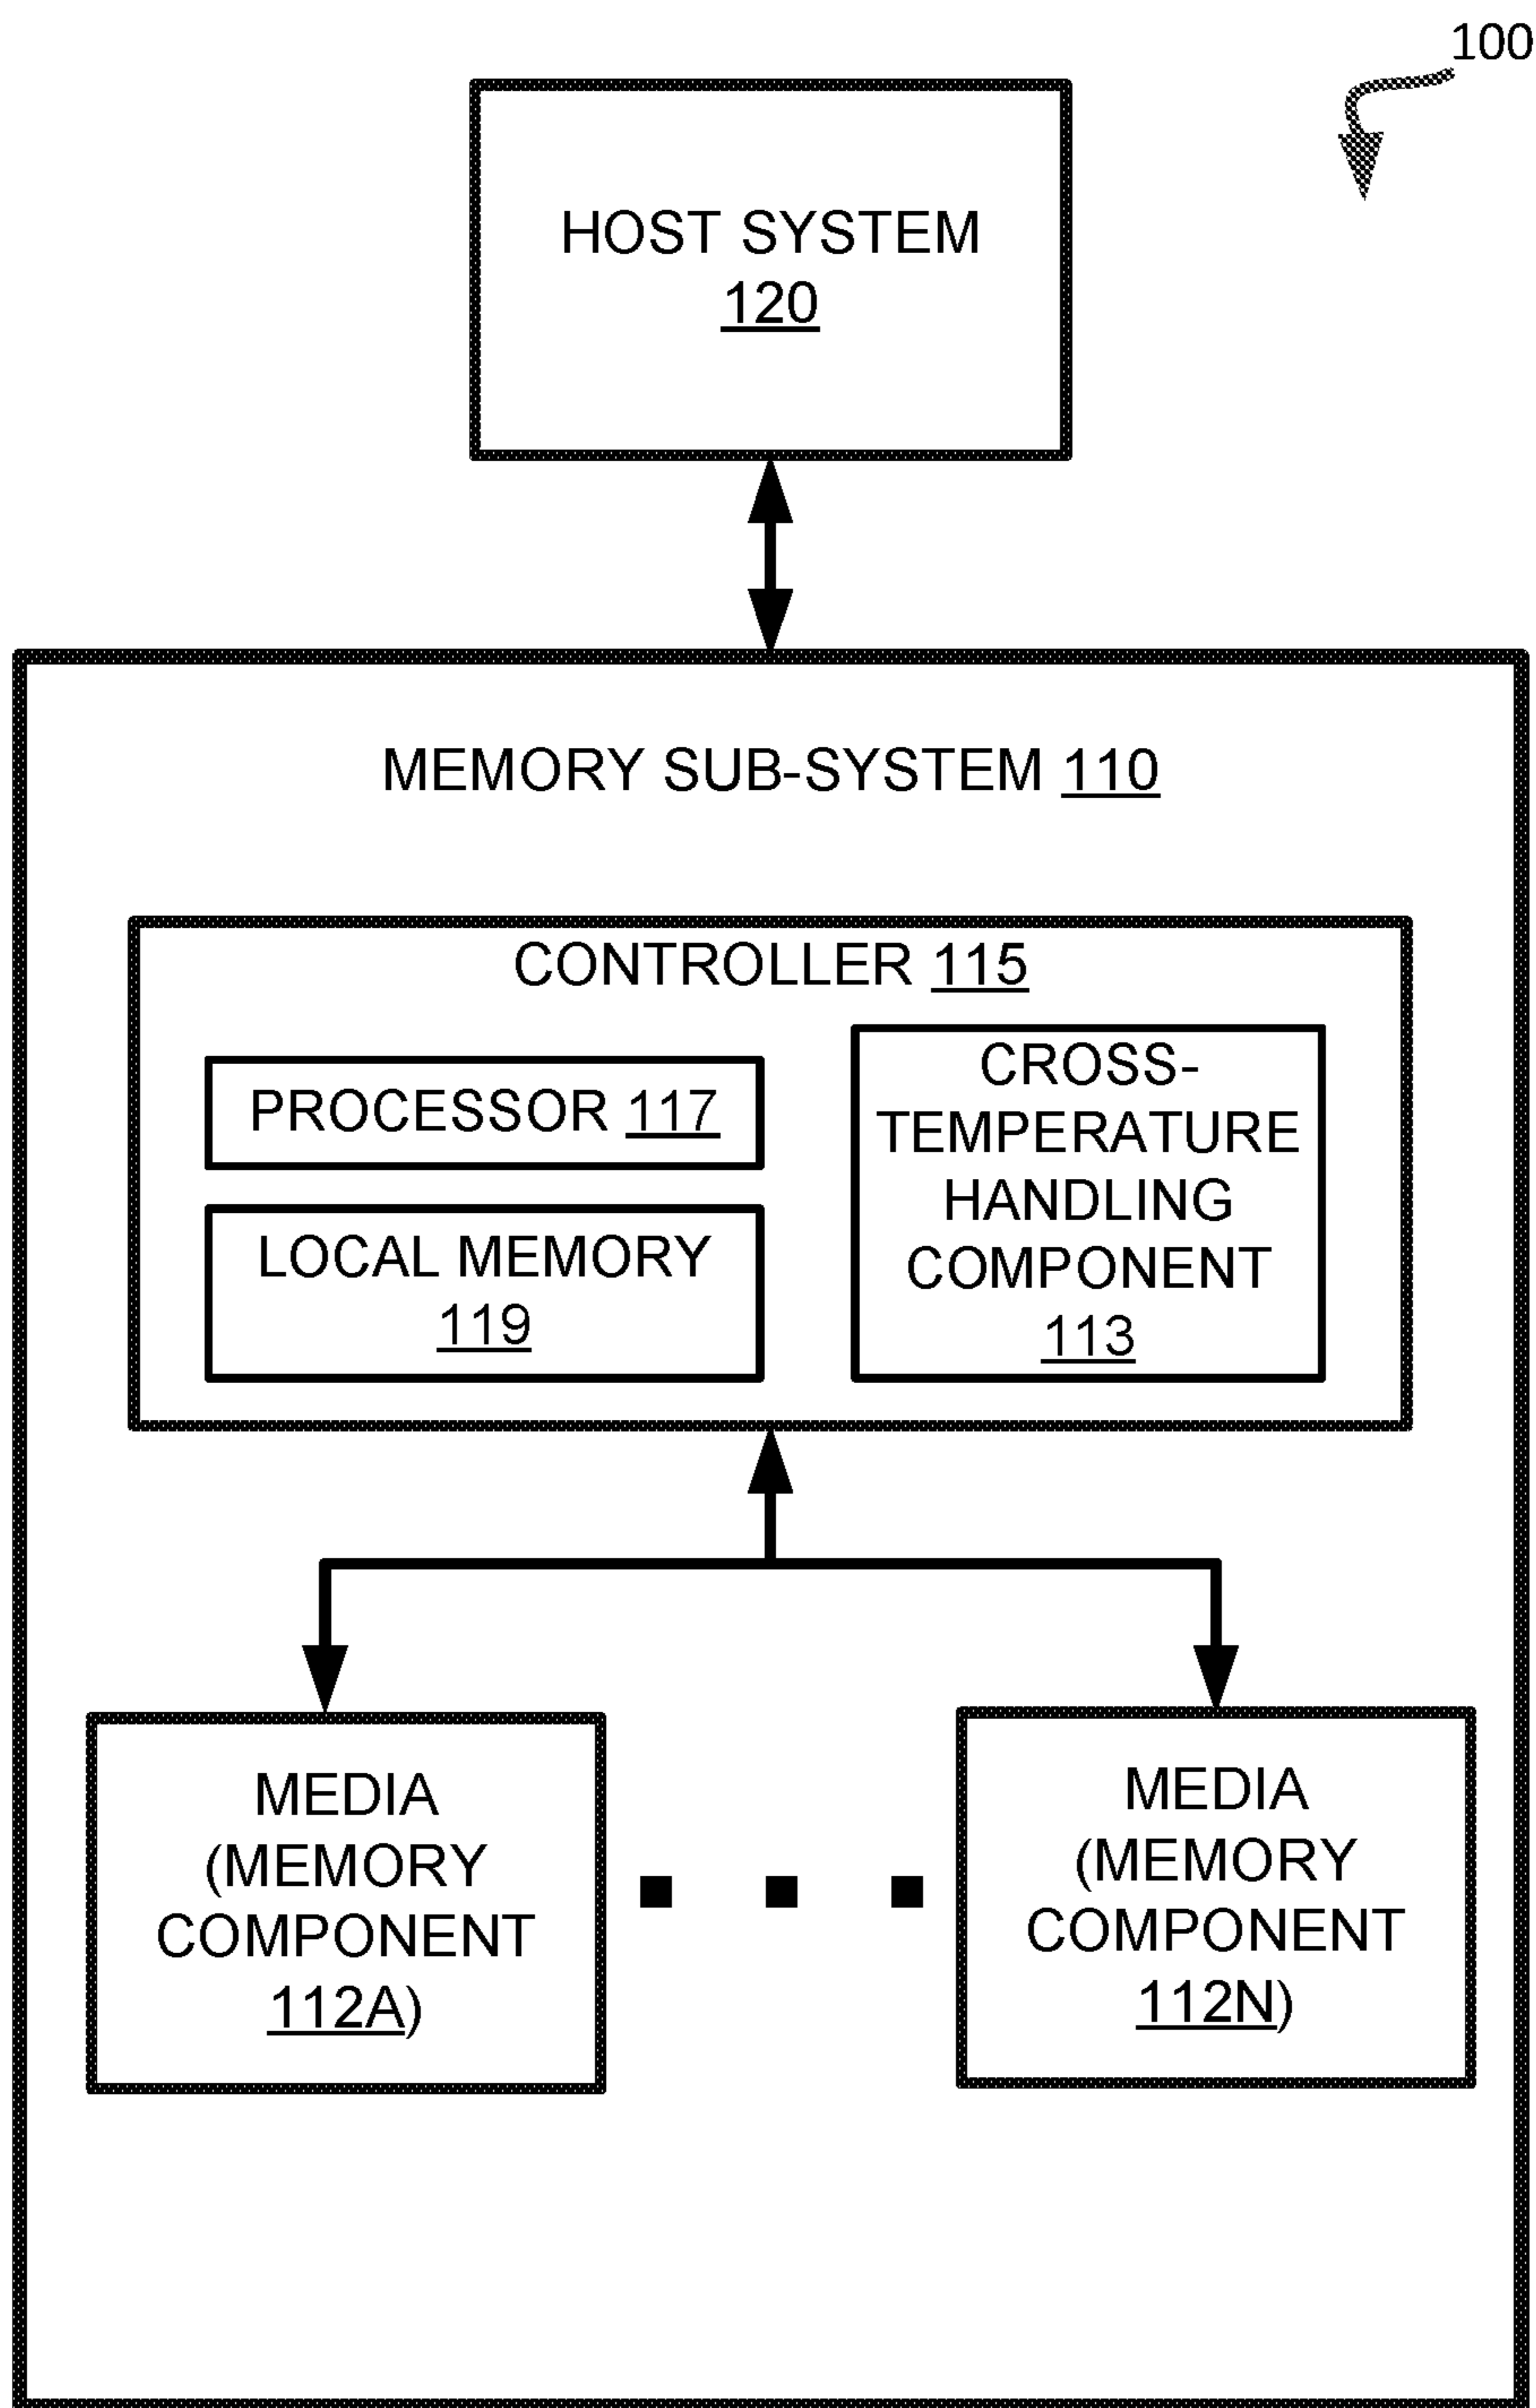 100
HOST SYSTEM
120
MEMORY SUB-SYSTEM 110
CONTROLLER 115
PROCESSOR 117
LOCAL MEMORY
119
CROSS-
TEMPERATURE
HANDLING
COMPONENT
113
MEDIA
(MEMORY
COMPONENT
112A)
MEDIA
(MEMORY
COMPONENT
112N)